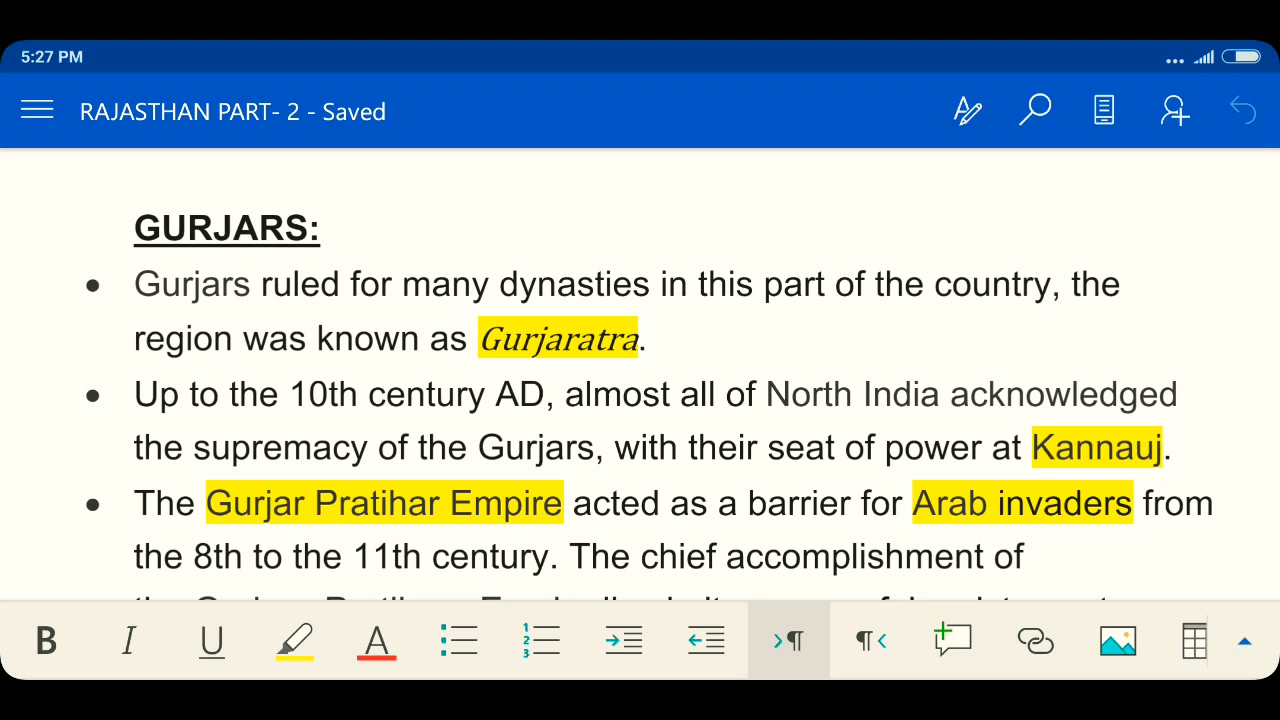 5:27 PM
RAJASTHAN PART- 2 - Saved
GURJARS:
• Gurjars ruled for many dynasties in this part of the country, the
region was known as Gurjaratra.
• Up to the 10th century AD, almost all of North India acknowledged
the supremacy of the Gurjars, with their seat of power at Kannauj.
• The Gurjar Pratihar Empire acted as a barrier for Arab invaders from
the 8th to the 11th century. The chief accomplishment of
B I U A